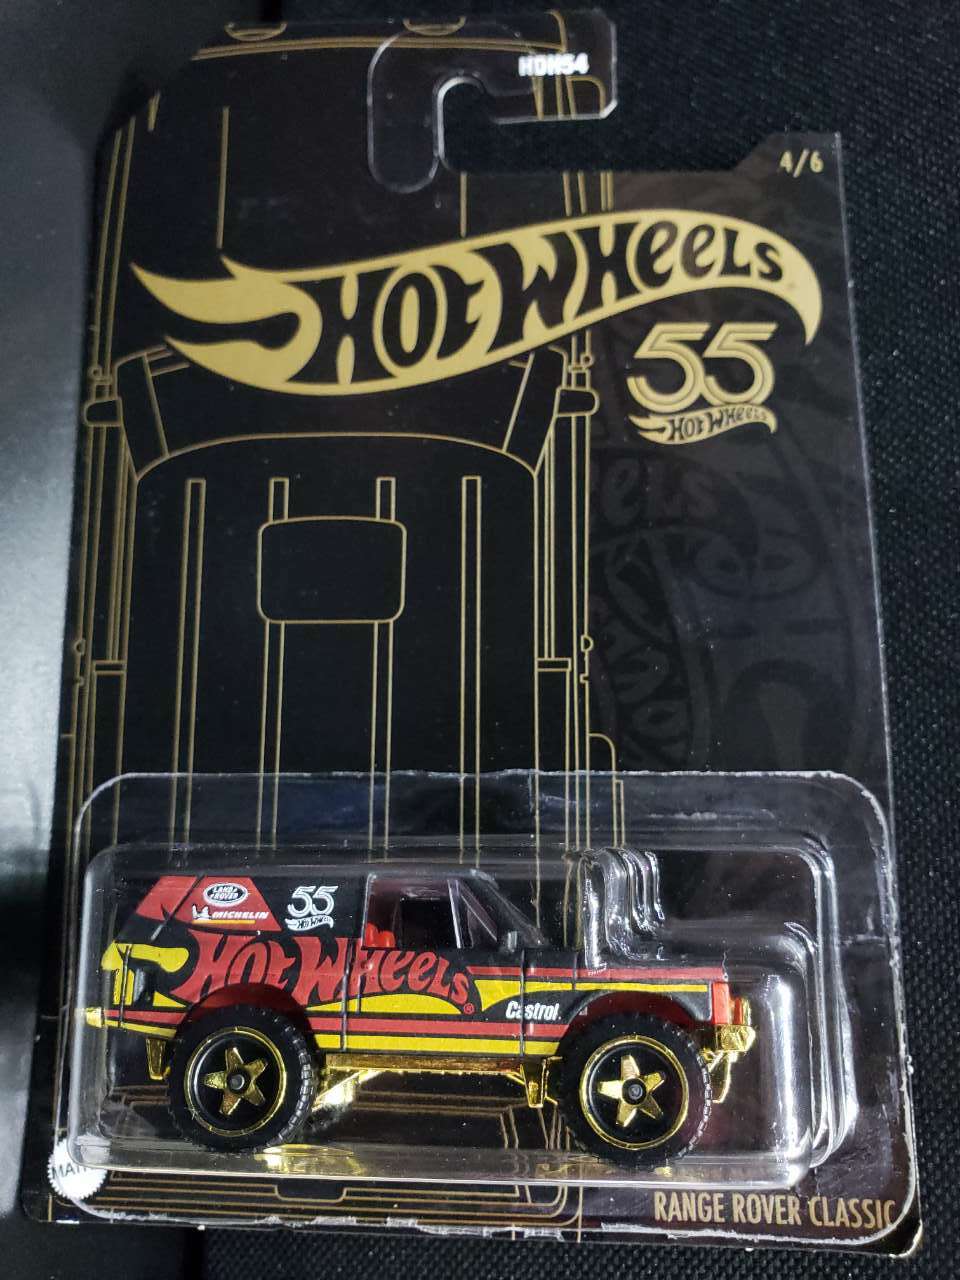 HDH54
4/6
HOT WHEELS
55
HOT WHEELS
LAND
ROVER
MICHELIN
55
HOT WHEELS
HOT WHEELS®
Castrol
RANGE ROVER CLASSIC